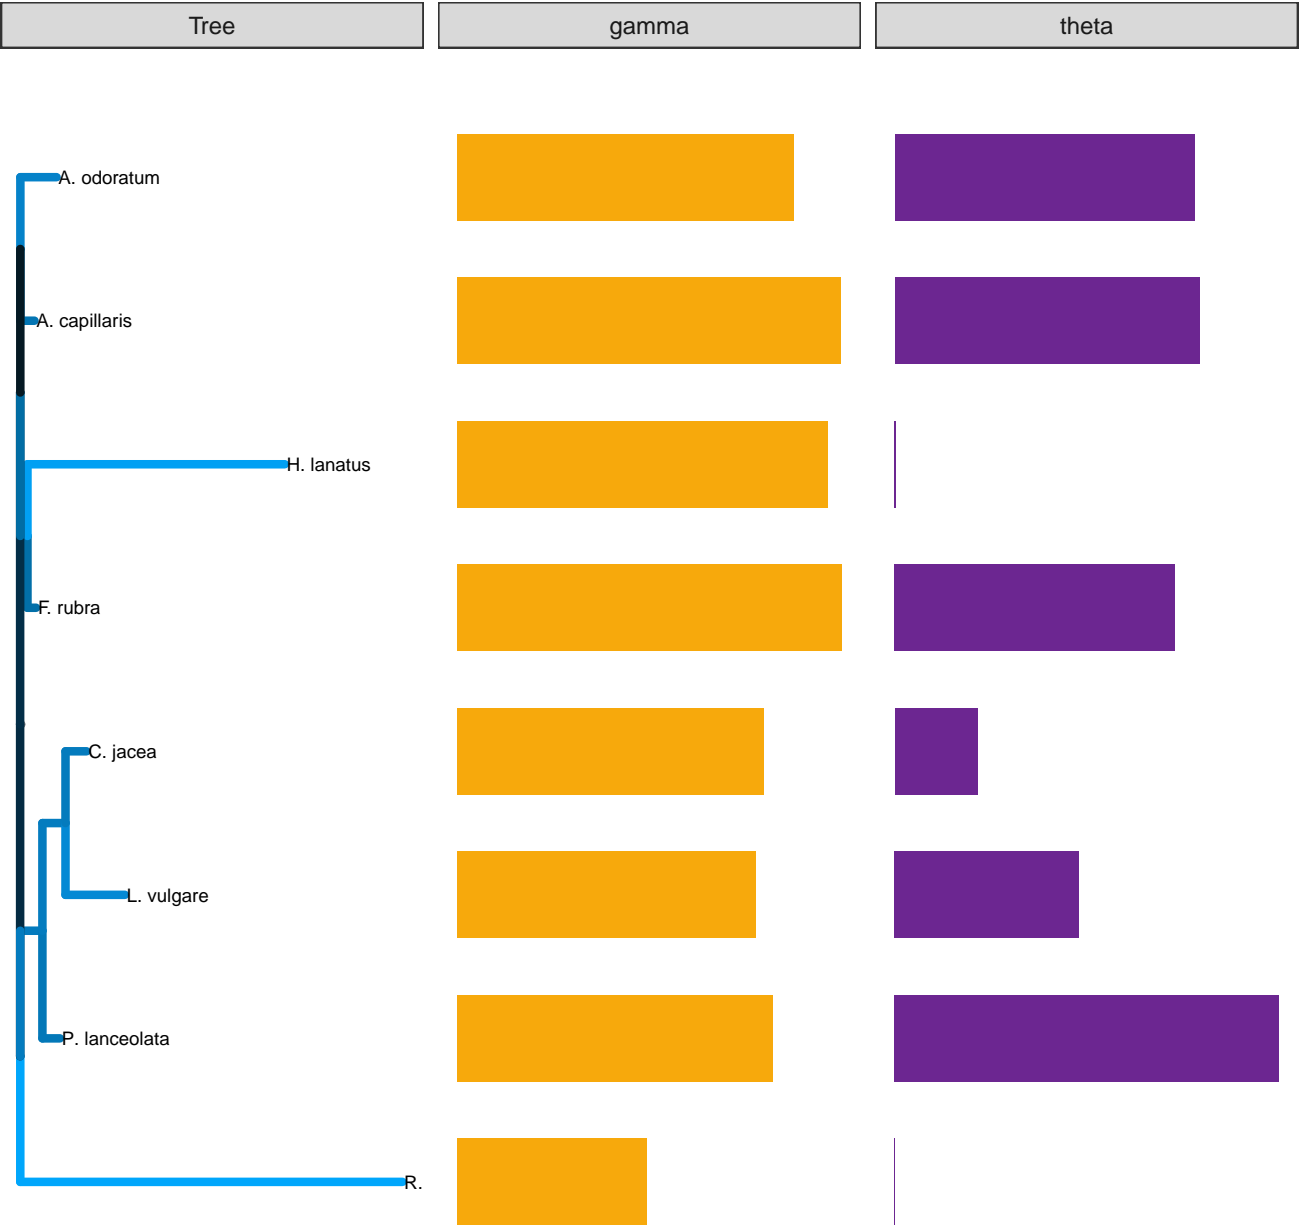 Tree gamma theta
A. odoratum
A. capillaris
H. lanatus
F. rubra
C. jacea
L. vulgare
P. lanceolata
R.